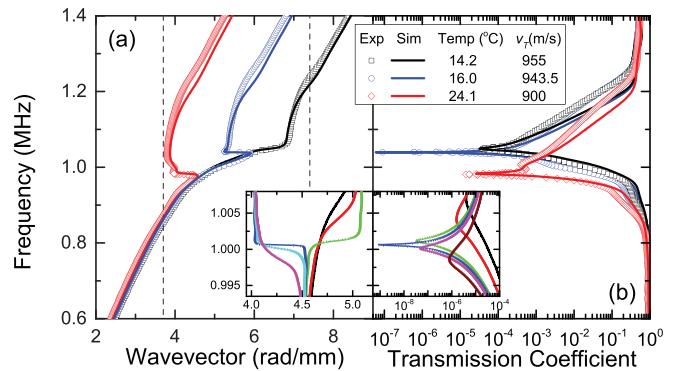 (a)
Exp Sim Temp (°C) v_T(m/s)
14.2 955
16.0 943.5
24.1 900
Frequency (MHz)
1.4
1.2
1.0
0.8
0.6
2 4 6 8
Wavevector (rad/mm)
1.005
1.000
0.995
4.0 4.5 5.0
10⁻⁸ 10⁻⁶ 10⁻⁴
(b)
10⁻⁷ 10⁻⁶ 10⁻⁵ 10⁻⁴ 10⁻³ 10⁻² 10⁻¹ 10⁰
Transmission Coefficient